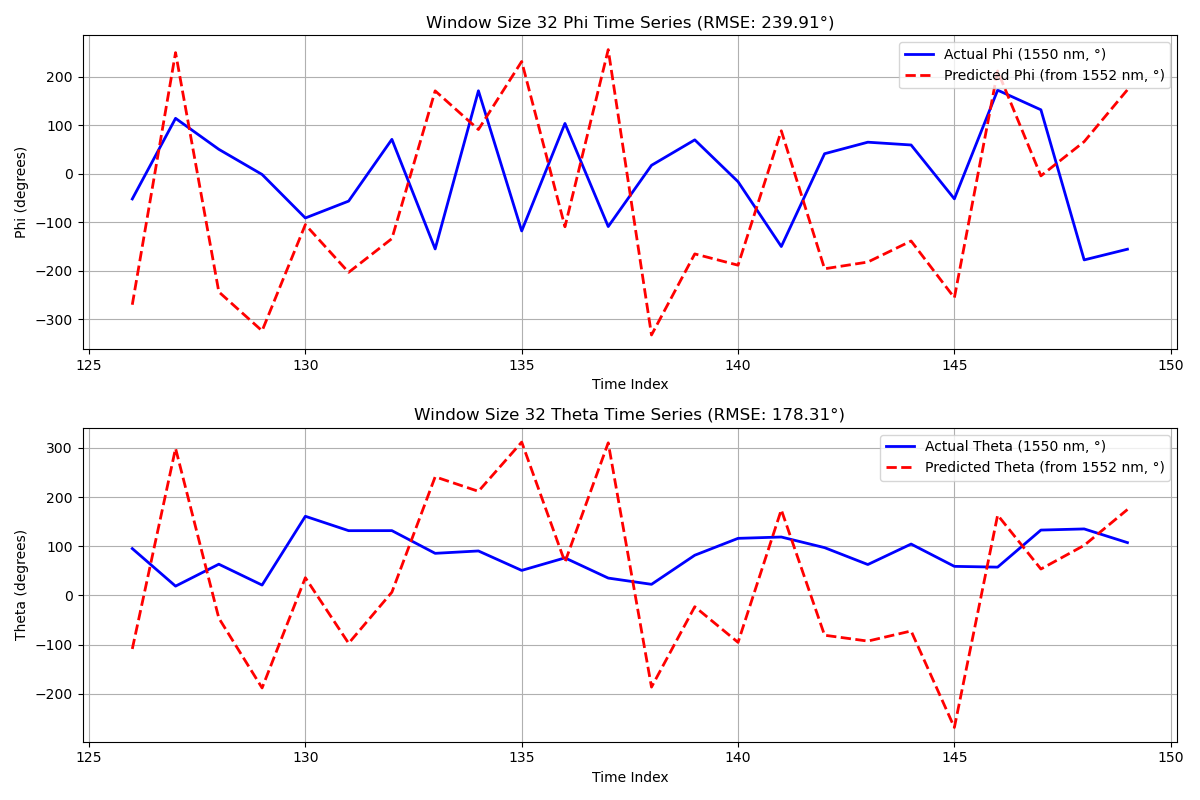 Window Size 32 Phi Time Series (RMSE: 239.91°)
Phi (degrees)
200
100
0
−100
−200
−300
Actual Phi (1550 nm, °)
Predicted Phi (from 1552 nm, °)
125 130 135 140 145 150
Time Index
Window Size 32 Theta Time Series (RMSE: 178.31°)
Theta (degrees)
300
200
100
0
−100
−200
Actual Theta (1550 nm, °)
Predicted Theta (from 1552 nm, °)
125 130 135 140 145 150
Time Index